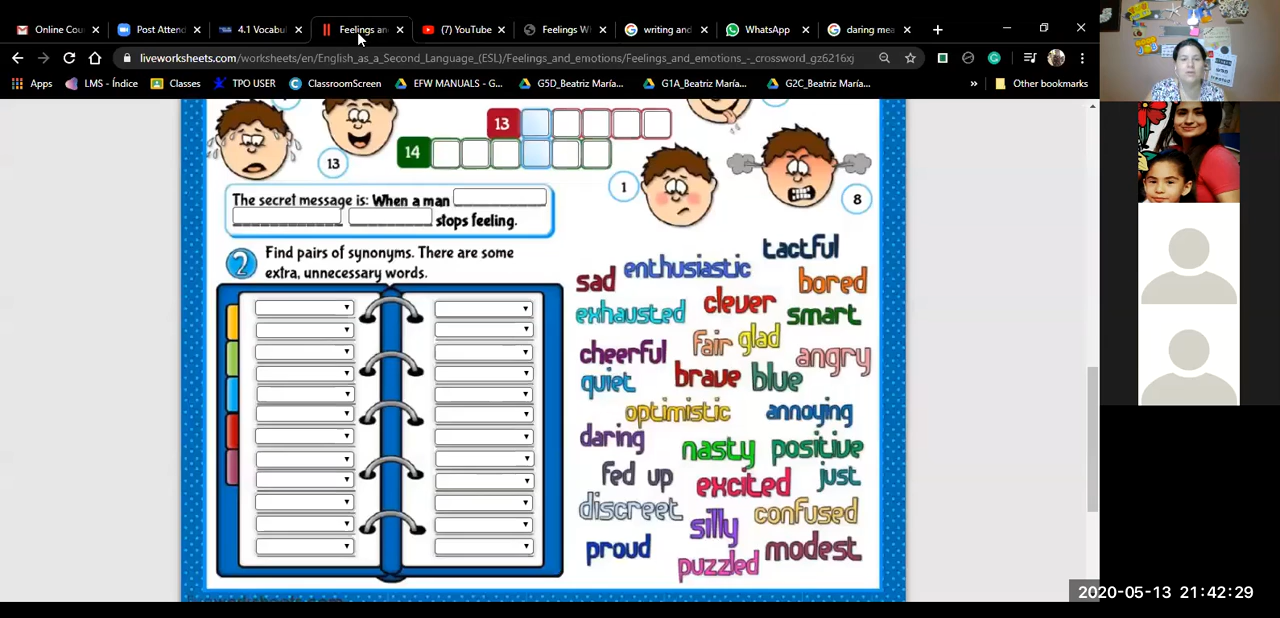 Online Cou
Post Attend
4.1 Vocabul
Feelings an
(7) YouTube
Feelings W
writing and
WhatsApp
daring mea
liveworksheets.com/worksheets/en/English_as_a_Second_Language_(ESL)/Feelings_and_emotions/Feelings_and_emotions_-_crossword_gz6216xj
Apps
LMS - Índice
Classes
TPO USER
ClassroomScreen
EFW MANUALS - G...
G5D_Beatriz María...
G1A_Beatriz María...
G2C_Beatriz María...
»
Other bookmarks
13
14
13
1
8
The secret message is: When a man
stops feeling.
2
Find pairs of synonyms. There are some
extra, unnecessary words.
tactful
sad
enthusiastic
bored
exhausted
clever
smart
cheerful
fair
glad
angry
quiet
brave
blue
optimistic
annoying
daring
nasty
positive
fed up
excited
just
discreet
silly
confused
proud
puzzled
modest
2020-05-13 21:42:29